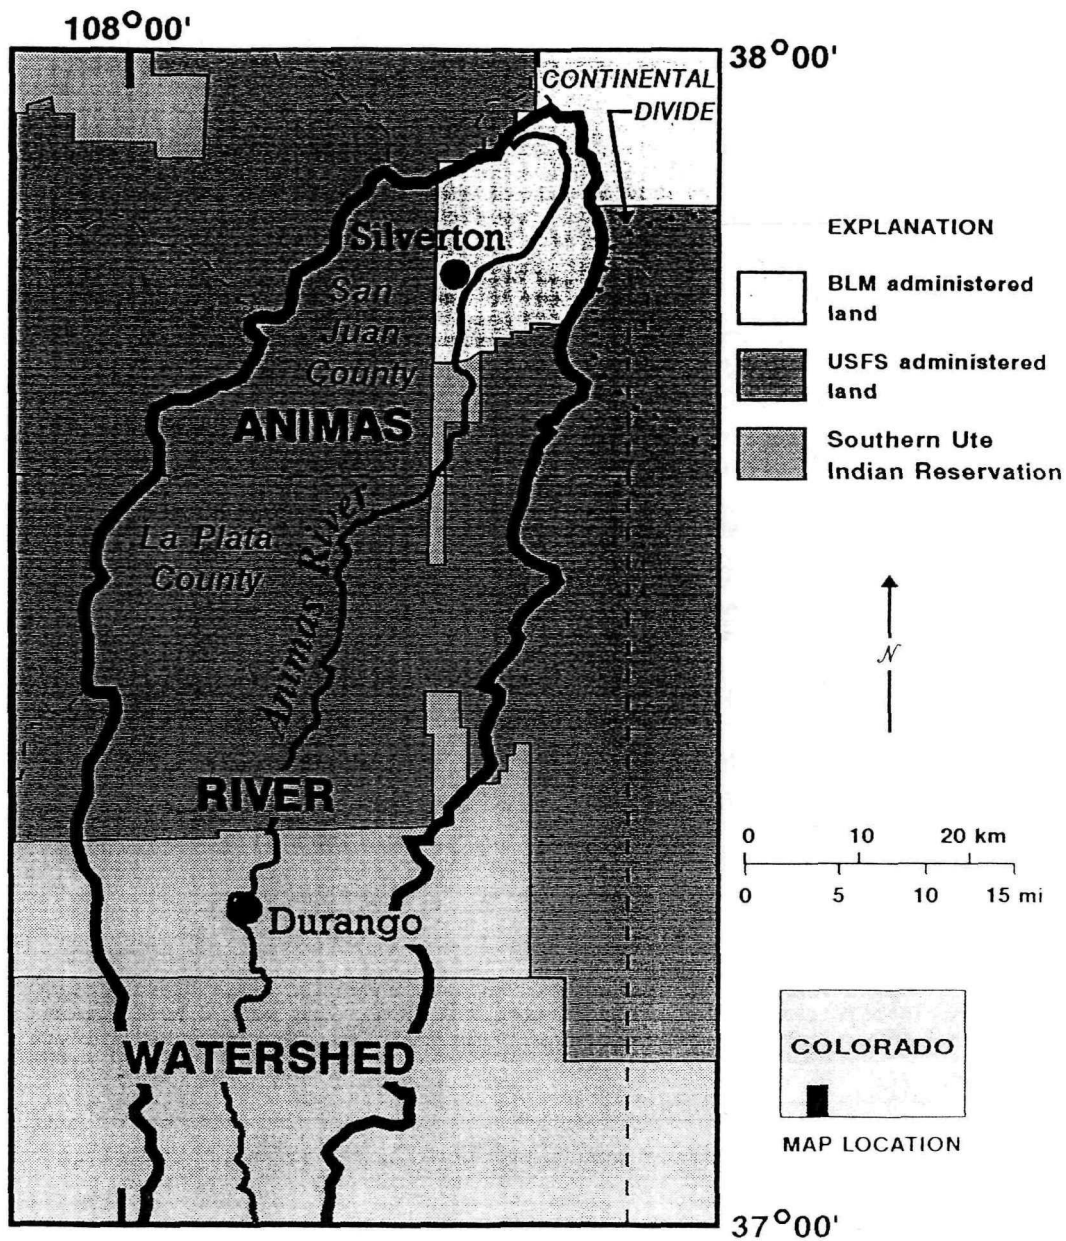 108°00'
38°00'
CONTINENTAL
DIVIDE
Silverton
San
Juan
County
ANIMAS
La Plata
County
Animas River
RIVER
Durango
WATERSHED
37°00'
EXPLANATION
BLM administered
land
USFS administered
land
Southern Ute
Indian Reservation
N
0 10 20 km
0 5 10 15 mi
COLORADO
MAP LOCATION